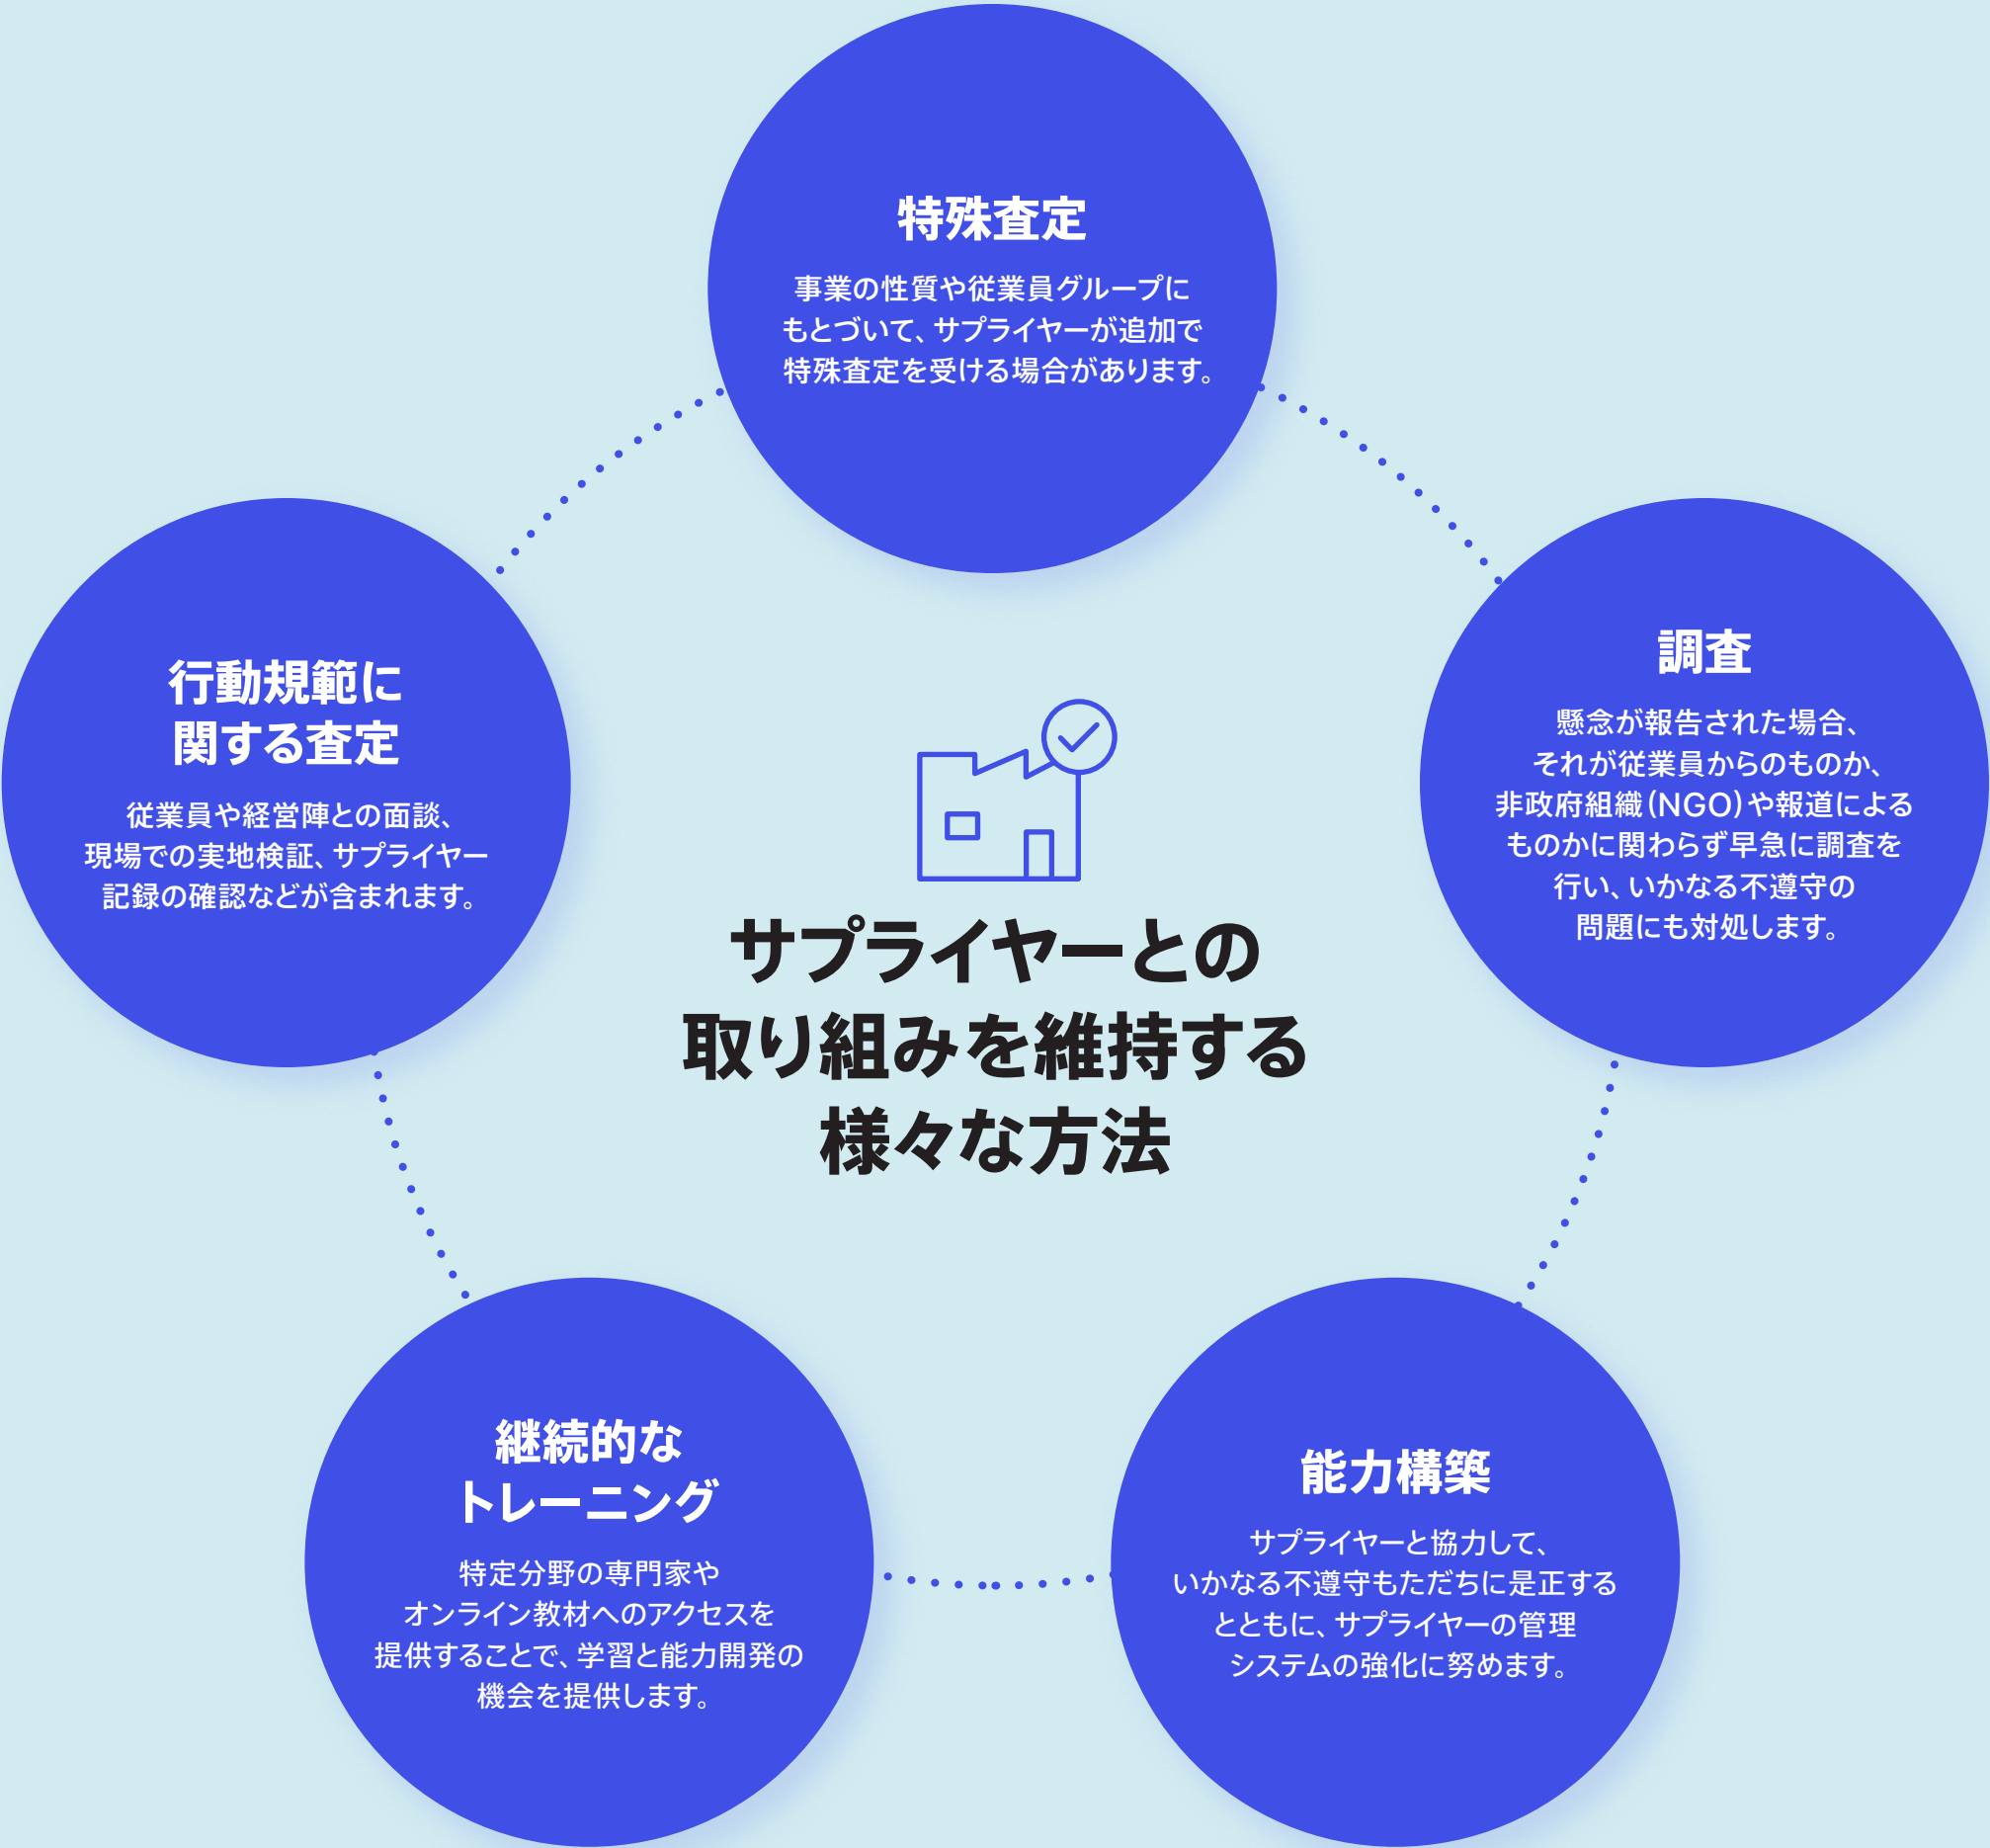 特殊査定
事業の性質や従業員グループに
もとづいて、サプライヤーが追加で
特殊査定を受ける場合があります。
行動規範に
関する査定
従業員や経営陣との面談、
現場での実地検証、サプライヤー
記録の確認などが含まれます。
調査
懸念が報告された場合、
それが従業員からのものか、
非政府組織(NGO)や報道による
ものかに関わらず早急に調査を
行い、いかなる不遵守の
問題にも対処します。
サプライヤーとの
取り組みを維持する
様々な方法
継続的な
トレーニング
特定分野の専門家や
オンライン教材へのアクセスを
提供することで、学習と能力開発の
機会を提供します。
能力構築
サプライヤーと協力して、
いかなる不遵守もただちに是正する
とともに、サプライヤーの管理
システムの強化に努めます。